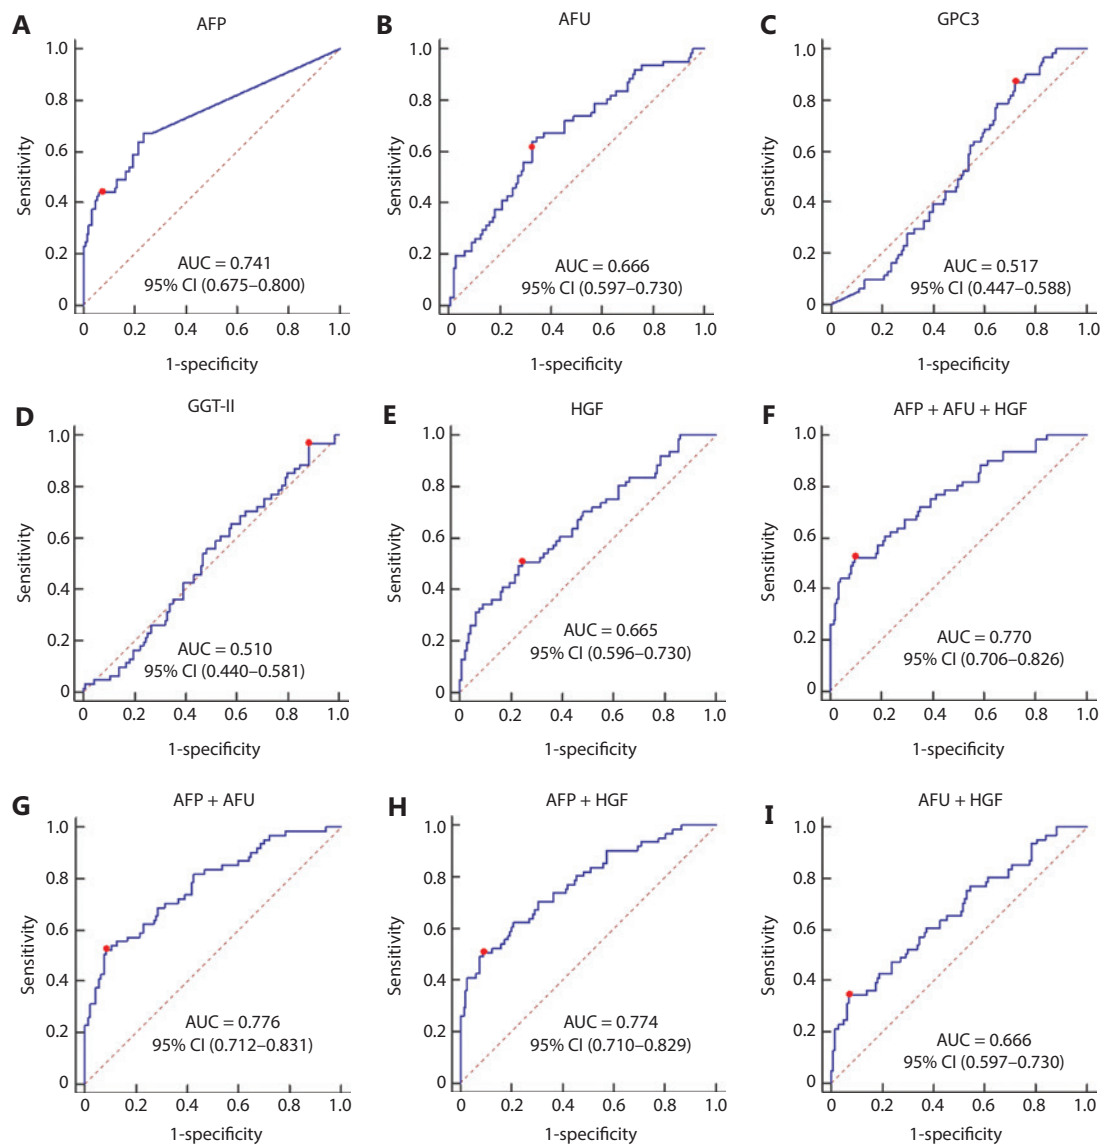 A
AFP
1.0
0.8
0.6
0.4
0.2
0
Sensitivity
AUC = 0.741
95% CI (0.675–0.800)
0 0.2 0.4 0.6 0.8 1.0
1-specificity
B
AFU
1.0
0.8
0.6
0.4
0.2
0
Sensitivity
AUC = 0.666
95% CI (0.597–0.730)
0 0.2 0.4 0.6 0.8 1.0
1-specificity
C
GPC3
1.0
0.8
0.6
0.4
0.2
0
Sensitivity
AUC = 0.517
95% CI (0.447–0.588)
0 0.2 0.4 0.6 0.8 1.0
1-specificity
D
GGT-II
1.0
0.8
0.6
0.4
0.2
0
Sensitivity
AUC = 0.510
95% CI (0.440–0.581)
0 0.2 0.4 0.6 0.8 1.0
1-specificity
E
HGF
1.0
0.8
0.6
0.4
0.2
0
Sensitivity
AUC = 0.665
95% CI (0.596–0.730)
0 0.2 0.4 0.6 0.8 1.0
1-specificity
F
AFP + AFU + HGF
1.0
0.8
0.6
0.4
0.2
0
Sensitivity
AUC = 0.770
95% CI (0.706–0.826)
0 0.2 0.4 0.6 0.8 1.0
1-specificity
G
AFP + AFU
1.0
0.8
0.6
0.4
0.2
0
Sensitivity
AUC = 0.776
95% CI (0.712–0.831)
0 0.2 0.4 0.6 0.8 1.0
1-specificity
H
AFP + HGF
1.0
0.8
0.6
0.4
0.2
0
Sensitivity
AUC = 0.774
95% CI (0.710–0.829)
0 0.2 0.4 0.6 0.8 1.0
1-specificity
I
AFU + HGF
1.0
0.8
0.6
0.4
0.2
0
Sensitivity
AUC = 0.666
95% CI (0.597–0.730)
0 0.2 0.4 0.6 0.8 1.0
1-specificity